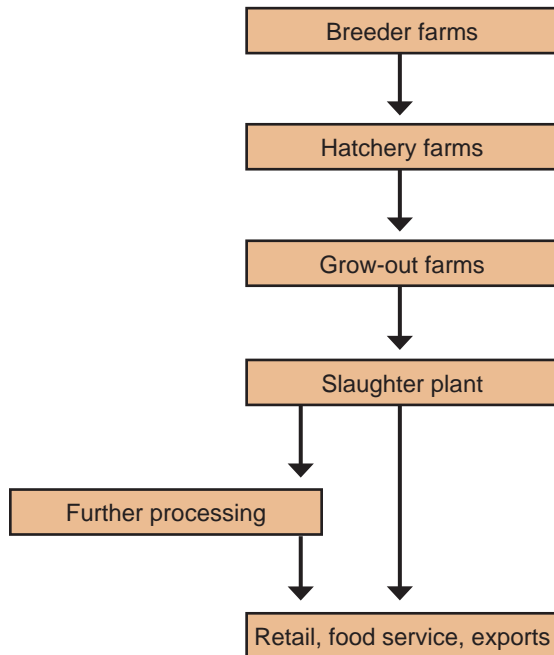 Breeder farms
Hatchery farms
Grow-out farms
Slaughter plant
Further processing
Retail, food service, exports